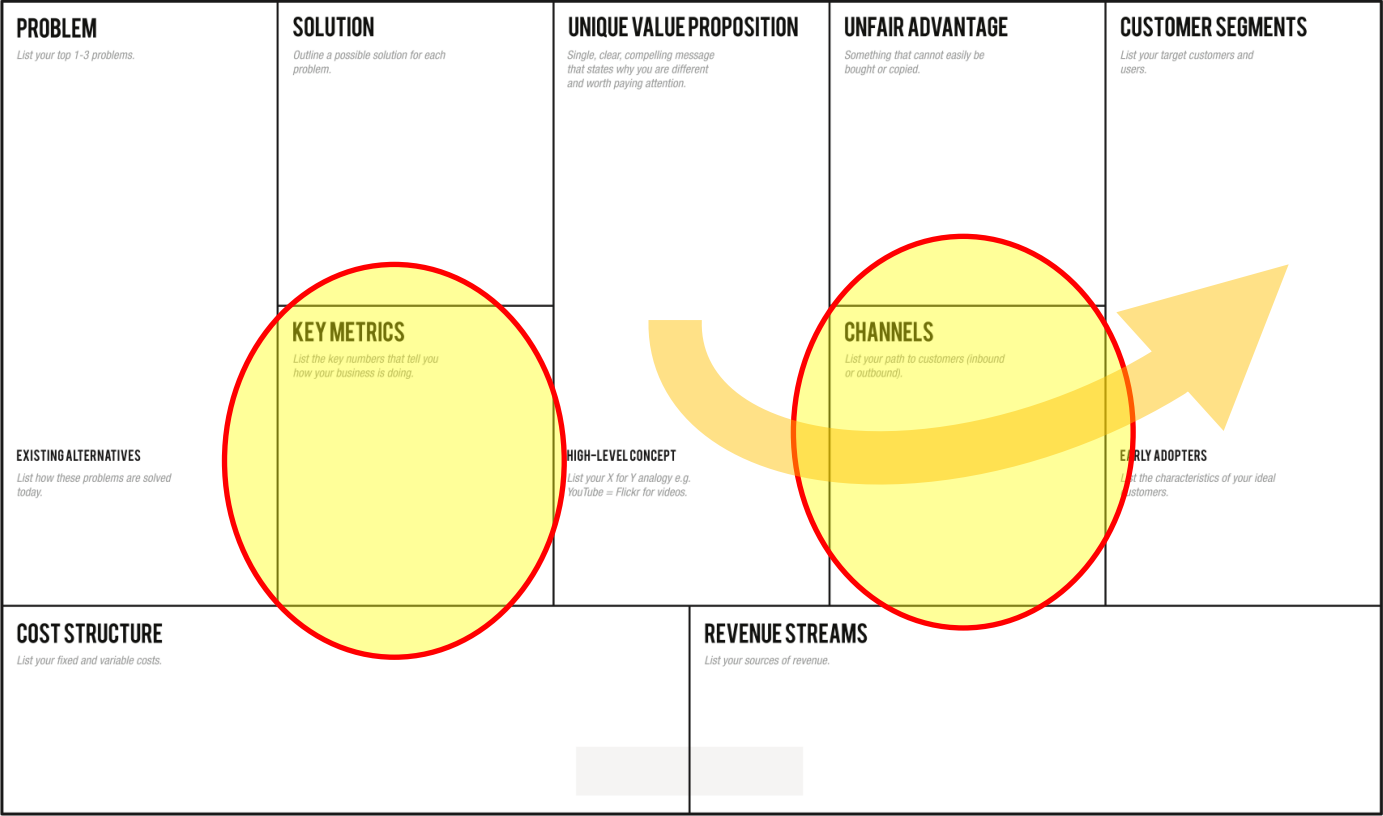 PROBLEM
List your top 1-3 problems.
EXISTING ALTERNATIVES
List how these problems are solved
today.
SOLUTION
Outline a possible solution for each
problem.
KEY METRICS
List the key numbers that tell you
how your business is doing.
UNIQUE VALUE PROPOSITION
Single, clear, compelling message
that states why you are different
and worth paying attention.
HIGH-LEVEL CONCEPT
List your X for Y analogy e.g.
YouTube = Flickr for videos.
UNFAIR ADVANTAGE
Something that cannot easily be
bought or copied.
CHANNELS
List your path to customers (inbound
or outbound).
CUSTOMER SEGMENTS
List your target customers and
users.
EARLY ADOPTERS
List the characteristics of your ideal
customers.
COST STRUCTURE
List your fixed and variable costs.
REVENUE STREAMS
List your sources of revenue.